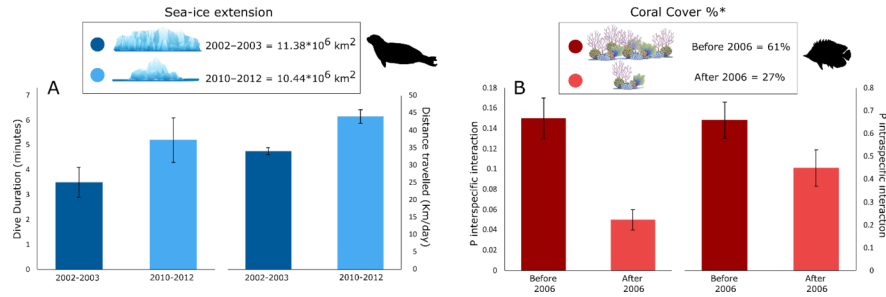 Sea-ice extension
2002–2003 = 11.38*10⁶ km²
2010–2012 = 10.44*10⁶ km²
A
Dive Duration (minutes)
7
6
5
4
3
2
1
0
2002-2003
2010-2012
2002-2003
2010-2012
50
45
40
35
30
25
20
15
10
5
0
Distance travelled (Km/day)
Coral Cover %*
Before 2006 = 61%
After 2006 = 27%
B
P interspecific interaction
0.18
0.16
0.14
0.12
0.1
0.08
0.06
0.04
0.02
0
Before
2006
After
2006
Before
2006
After
2006
0.8
0.7
0.6
0.5
0.4
0.3
0.2
0.1
0
P intraspecific interaction